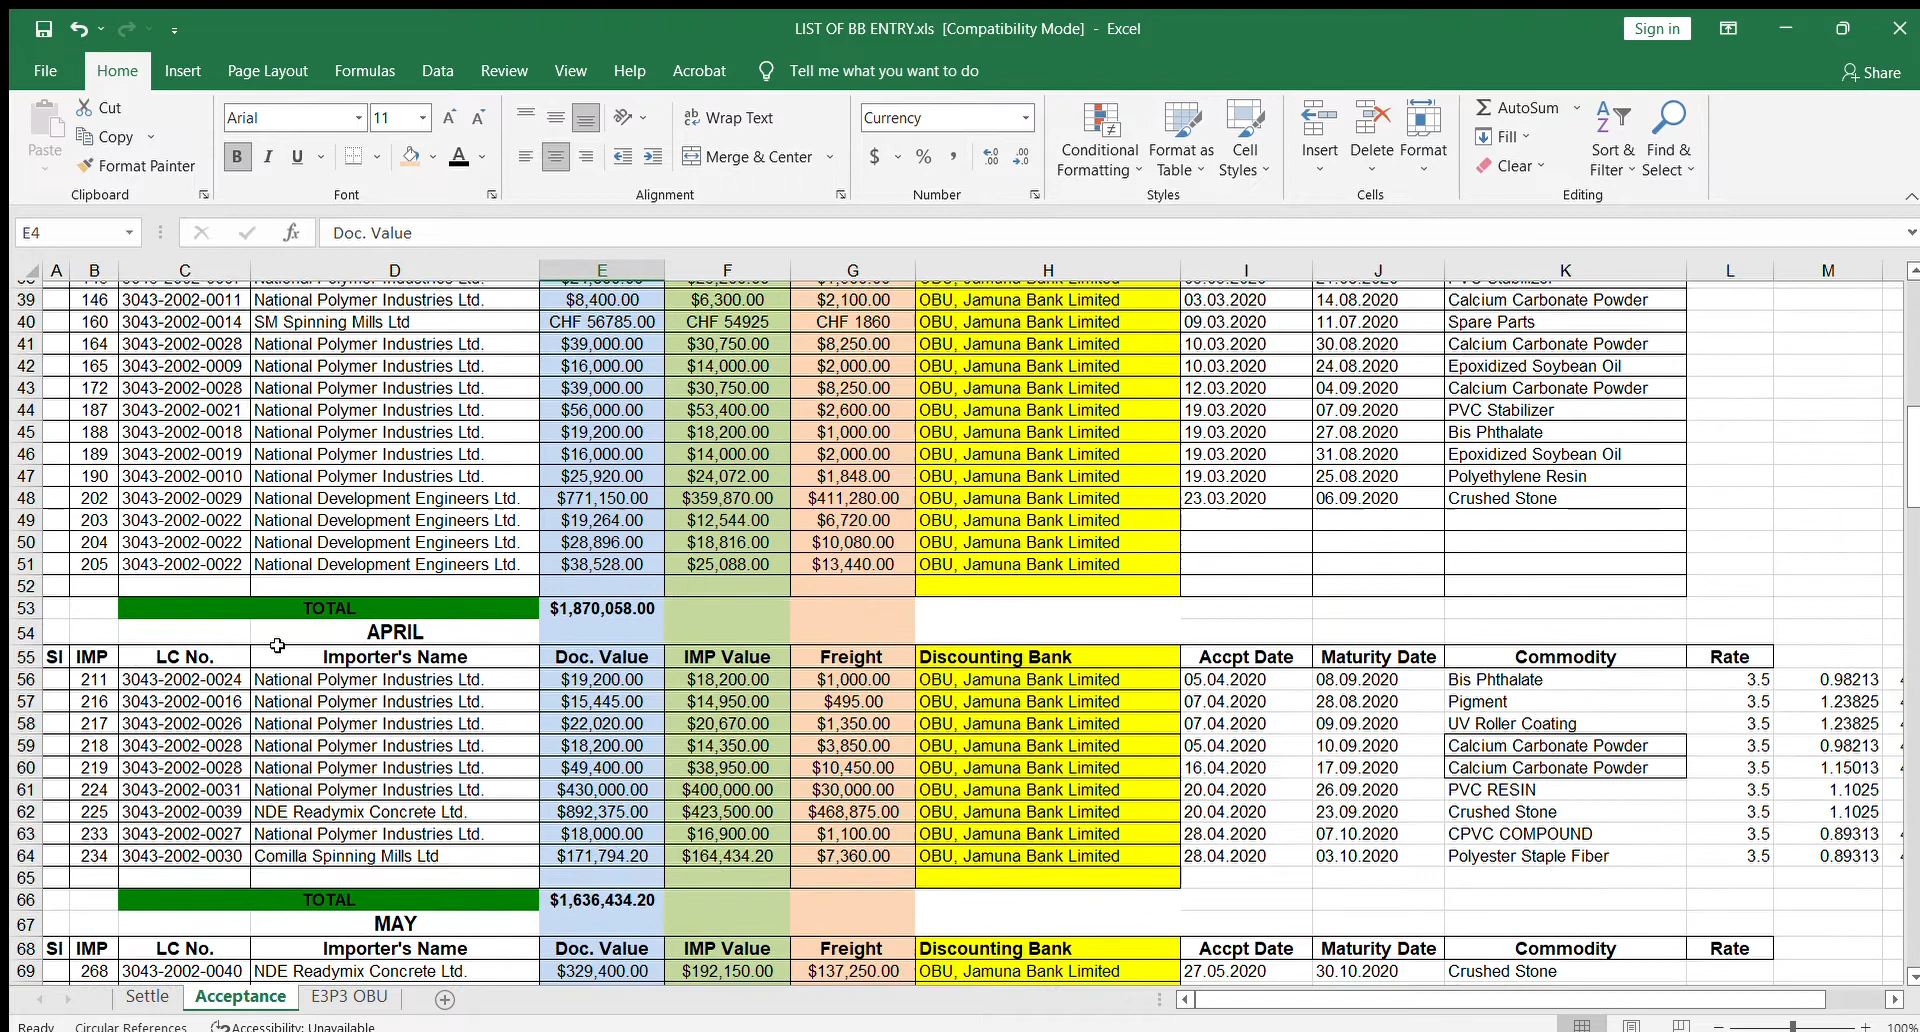 LIST OF BB ENTRY.xls [Compatibility Mode] - Excel
Sign in
File Home Insert Page Layout Formulas Data Review View Help Acrobat Tell me what you want to do Share
Paste Cut Copy Format Painter Clipboard
Arial 11 B I U Font
Wrap Text Merge & Center Alignment
Currency $ % Number
Conditional Formatting Format as Table Cell Styles Styles
Insert Delete Format Cells
AutoSum Fill Clear Sort & Filter Find & Select Editing
E4 fx Doc. Value
A B C D E F G H I J K L M
39 146 3043-2002-0011 National Polymer Industries Ltd. $8,400.00 $6,300.00 $2,100.00 OBU, Jamuna Bank Limited 03.03.2020 14.08.2020 Calcium Carbonate Powder
40 160 3043-2002-0014 SM Spinning Mills Ltd CHF 56785.00 CHF 54925 CHF 1860 OBU, Jamuna Bank Limited 09.03.2020 11.07.2020 Spare Parts
41 164 3043-2002-0028 National Polymer Industries Ltd. $39,000.00 $30,750.00 $8,250.00 OBU, Jamuna Bank Limited 10.03.2020 30.08.2020 Calcium Carbonate Powder
42 165 3043-2002-0009 National Polymer Industries Ltd. $16,000.00 $14,000.00 $2,000.00 OBU, Jamuna Bank Limited 10.03.2020 24.08.2020 Epoxidized Soybean Oil
43 172 3043-2002-0028 National Polymer Industries Ltd. $39,000.00 $30,750.00 $8,250.00 OBU, Jamuna Bank Limited 12.03.2020 04.09.2020 Calcium Carbonate Powder
44 187 3043-2002-0021 National Polymer Industries Ltd. $56,000.00 $53,400.00 $2,600.00 OBU, Jamuna Bank Limited 19.03.2020 07.09.2020 PVC Stabilizer
45 188 3043-2002-0018 National Polymer Industries Ltd. $19,200.00 $18,200.00 $1,000.00 OBU, Jamuna Bank Limited 19.03.2020 27.08.2020 Bis Phthalate
46 189 3043-2002-0019 National Polymer Industries Ltd. $16,000.00 $14,000.00 $2,000.00 OBU, Jamuna Bank Limited 19.03.2020 31.08.2020 Epoxidized Soybean Oil
47 190 3043-2002-0010 National Polymer Industries Ltd. $25,920.00 $24,072.00 $1,848.00 OBU, Jamuna Bank Limited 19.03.2020 25.08.2020 Polyethylene Resin
48 202 3043-2002-0029 National Development Engineers Ltd. $771,150.00 $359,870.00 $411,280.00 OBU, Jamuna Bank Limited 23.03.2020 06.09.2020 Crushed Stone
49 203 3043-2002-0022 National Development Engineers Ltd. $19,264.00 $12,544.00 $6,720.00 OBU, Jamuna Bank Limited
50 204 3043-2002-0022 National Development Engineers Ltd. $28,896.00 $18,816.00 $10,080.00 OBU, Jamuna Bank Limited
51 205 3043-2002-0022 National Development Engineers Ltd. $38,528.00 $25,088.00 $13,440.00 OBU, Jamuna Bank Limited
52
53 TOTAL $1,870,058.00
54 APRIL
55 SI IMP LC No. Importer's Name Doc. Value IMP Value Freight Discounting Bank Accpt Date Maturity Date Commodity Rate
56 211 3043-2002-0024 National Polymer Industries Ltd. $19,200.00 $18,200.00 $1,000.00 OBU, Jamuna Bank Limited 05.04.2020 08.09.2020 Bis Phthalate 3.5 0.98213
57 216 3043-2002-0016 National Polymer Industries Ltd. $15,445.00 $14,950.00 $495.00 OBU, Jamuna Bank Limited 07.04.2020 28.08.2020 Pigment 3.5 1.23825
58 217 3043-2002-0026 National Polymer Industries Ltd. $22,020.00 $20,670.00 $1,350.00 OBU, Jamuna Bank Limited 07.04.2020 09.09.2020 UV Roller Coating 3.5 1.23825
59 218 3043-2002-0028 National Polymer Industries Ltd. $18,200.00 $14,350.00 $3,850.00 OBU, Jamuna Bank Limited 05.04.2020 10.09.2020 Calcium Carbonate Powder 3.5 0.98213
60 219 3043-2002-0028 National Polymer Industries Ltd. $49,400.00 $38,950.00 $10,450.00 OBU, Jamuna Bank Limited 16.04.2020 17.09.2020 Calcium Carbonate Powder 3.5 1.15013
61 224 3043-2002-0031 National Polymer Industries Ltd. $430,000.00 $400,000.00 $30,000.00 OBU, Jamuna Bank Limited 20.04.2020 26.09.2020 PVC RESIN 3.5 1.1025
62 225 3043-2002-0039 NDE Readymix Concrete Ltd. $892,375.00 $423,500.00 $468,875.00 OBU, Jamuna Bank Limited 20.04.2020 23.09.2020 Crushed Stone 3.5 1.1025
63 233 3043-2002-0027 National Polymer Industries Ltd. $18,000.00 $16,900.00 $1,100.00 OBU, Jamuna Bank Limited 28.04.2020 07.10.2020 CPVC COMPOUND 3.5 0.89313
64 234 3043-2002-0030 Comilla Spinning Mills Ltd $171,794.20 $164,434.20 $7,360.00 OBU, Jamuna Bank Limited 28.04.2020 03.10.2020 Polyester Staple Fiber 3.5 0.89313
65
66 TOTAL $1,636,434.20
67 MAY
68 SI IMP LC No. Importer's Name Doc. Value IMP Value Freight Discounting Bank Accpt Date Maturity Date Commodity Rate
69 268 3043-2002-0040 NDE Readymix Concrete Ltd. $329,400.00 $192,150.00 $137,250.00 OBU, Jamuna Bank Limited 27.05.2020 30.10.2020 Crushed Stone
Settle Acceptance E3P3 OBU
Ready Circular References Accessibility: Unavailable 100%